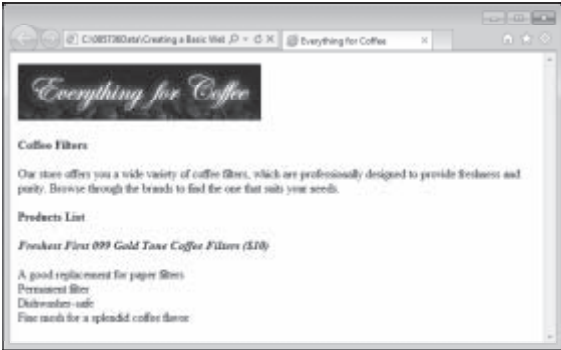 C:\085736Data\Creating a Basic Wel
Everything for Coffee
Everything for Coffee
Coffee Filters
Our store offers you a wide variety of coffee filters, which are professionally designed to provide freshness and
purity. Browse through the brands to find the one that suits your needs.
Products List
Freshest First 099 Gold Tone Coffee Filters ($10)
A good replacement for paper filters
Permanent filter
Dishwasher-safe
Fine mesh for a splendid coffee flavor